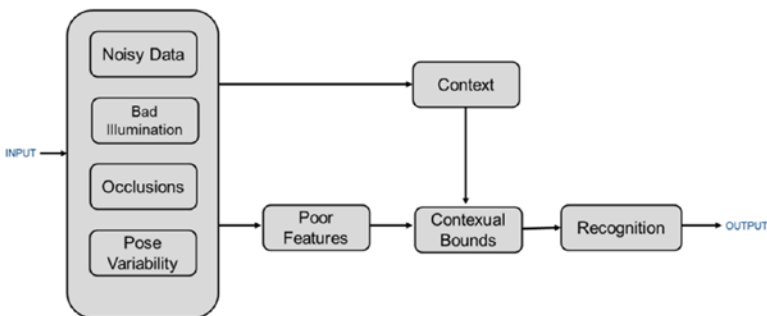 Noisy Data
Bad
Illumination
Occlusions
Pose
Variability
INPUT
Context
Poor
Features
Contexual
Bounds
Recognition
OUTPUT